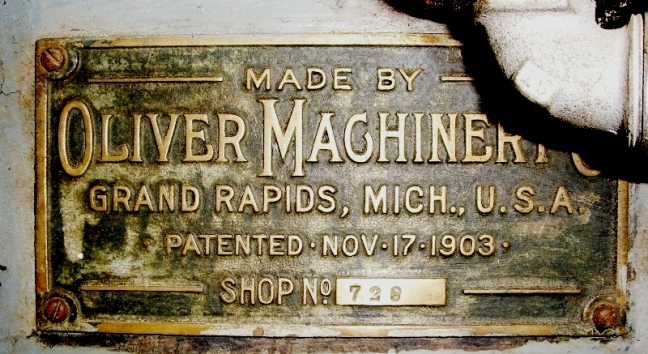 MADE BY
OLIVER MACHINERY
GRAND RAPIDS, MICH., U.S.A.
PATENTED·NOV·17·1903·
SHOP NO 728